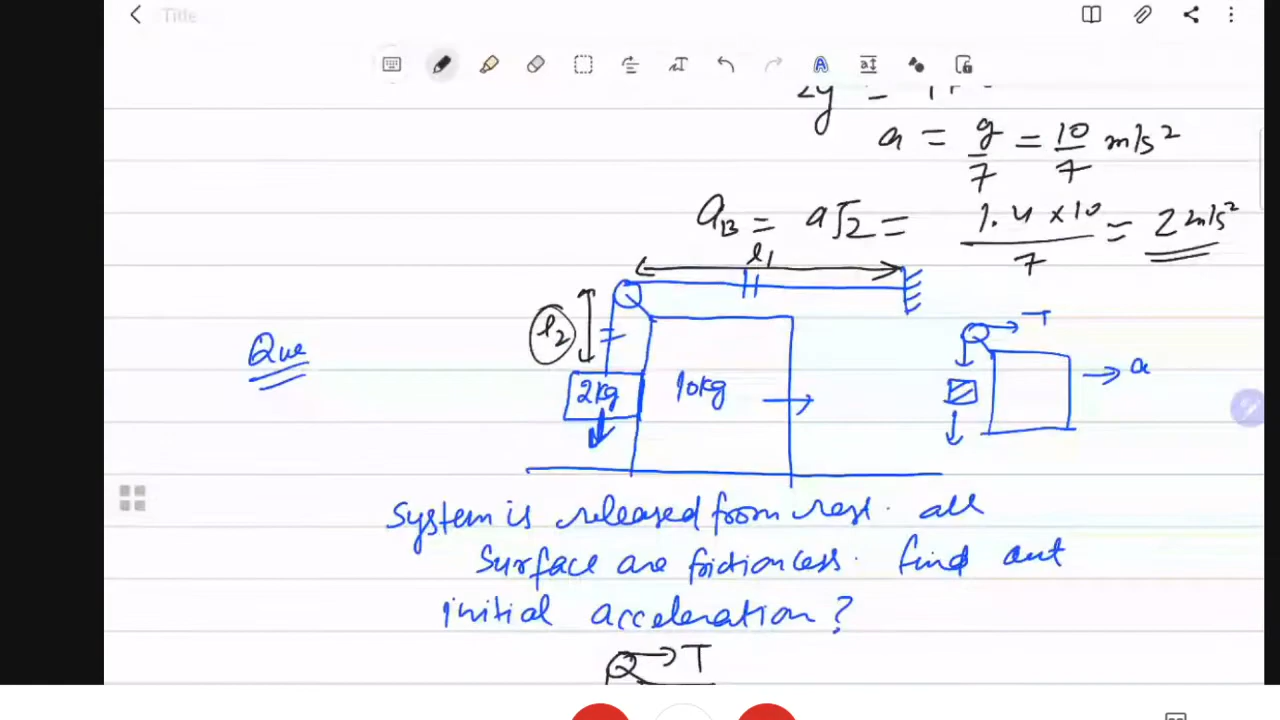 Title
a = g/7 = 10/7 m/s²
a_B = a√2 = 1.4 × 10/7 = 2 m/s²
l₁
l₂
T
Que
2kg
10kg
a
System is released from rest. all
Surface are frictionless. find out
initial acceleration?
T